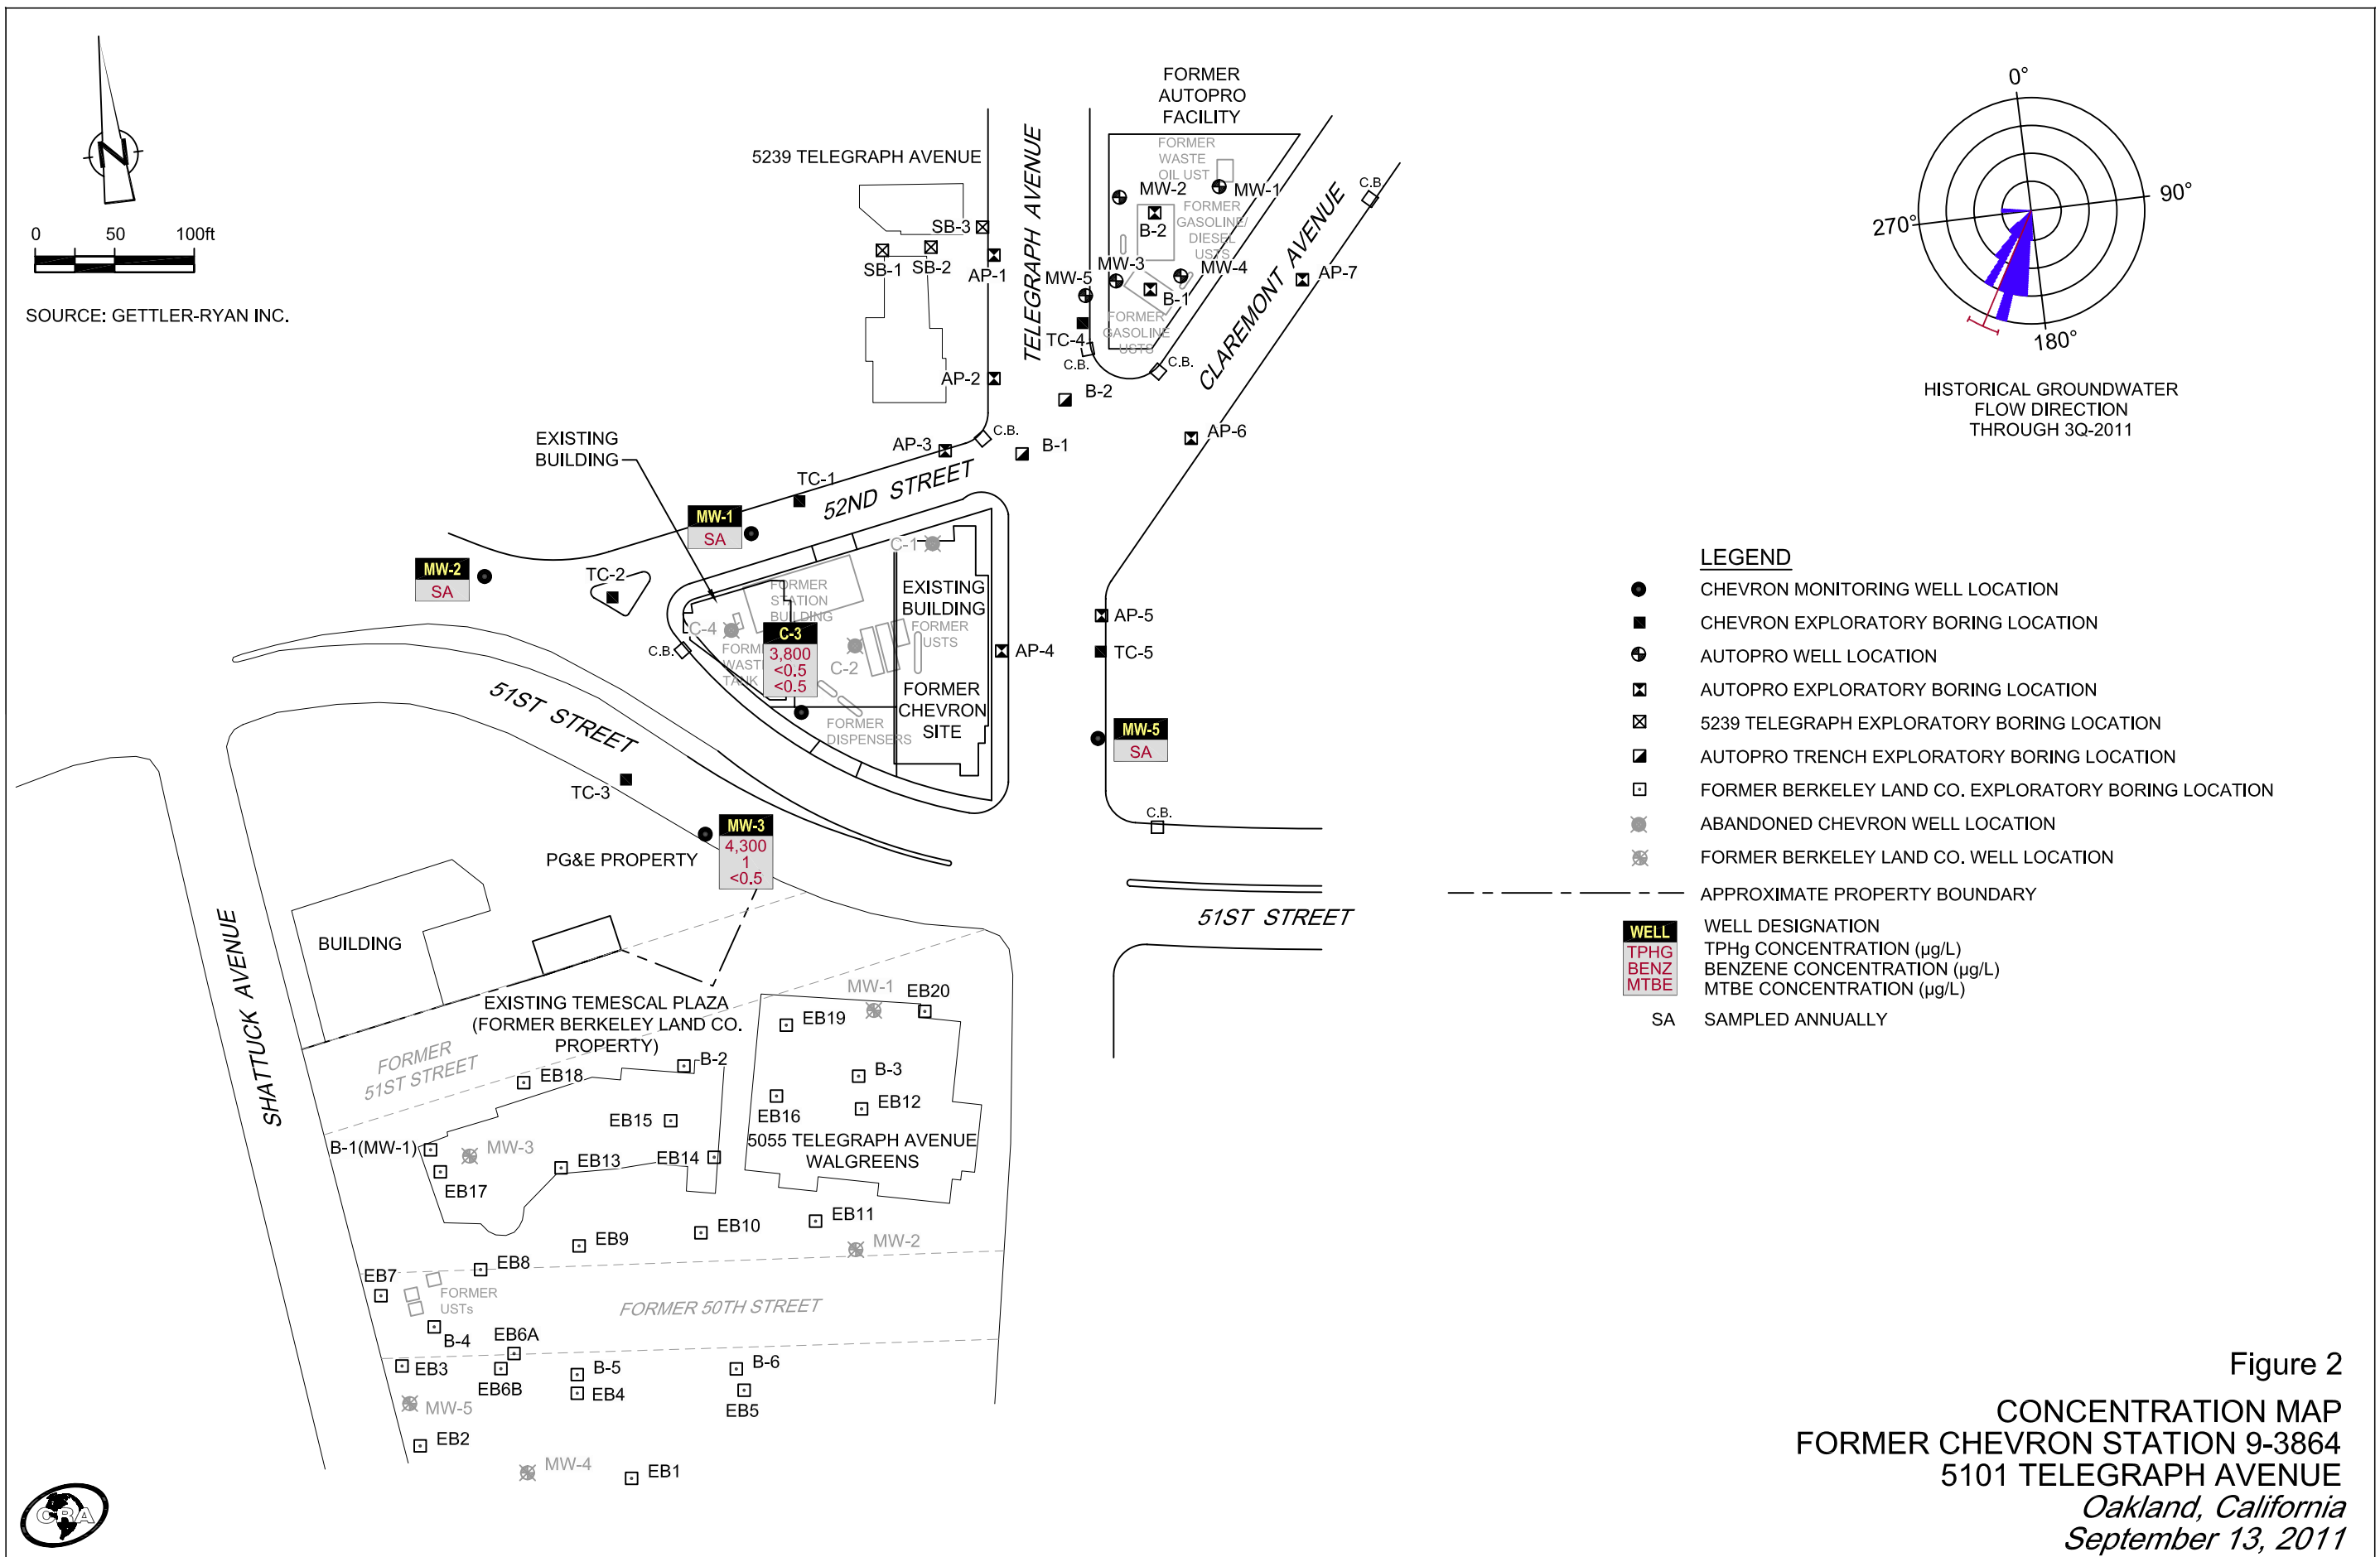 N
0 50 100ft
SOURCE: GETTLER-RYAN INC.
5239 TELEGRAPH AVENUE
SB-3
SB-1
SB-2
AP-1
AP-2
TELEGRAPH AVENUE
FORMER
AUTOPRO
FACILITY
FORMER
WASTE
OIL UST
MW-2
MW-1
FORMER
GASOLINE/
DIESEL
USTS
B-2
MW-3
MW-4
MW-5
B-1
FORMER
GASOLINE
USTS
TC-4
C.B.
C.B.
C.B.
CLAREMONT AVENUE
AP-7
B-2
AP-6
AP-3
C.B.
B-1
EXISTING
BUILDING
TC-1
52ND STREET
MW-1
SA
MW-2
SA
TC-2
C-1
FORMER
STATION
BUILDING
EXISTING
BUILDING
FORMER
USTS
C-4
C-3
3,800
<0.5
<0.5
C-2
C.B.
TANK
FORMER
CHEVRON
SITE
FORMER
DISPENSERS
AP-4
AP-5
TC-5
MW-5
SA
51ST STREET
TC-3
MW-3
4,300
1
<0.5
PG&E PROPERTY
C.B.
51ST STREET
BUILDING
SHATTUCK AVENUE
EXISTING TEMESCAL PLAZA
(FORMER BERKELEY LAND CO.
PROPERTY)
FORMER
51ST STREET
MW-1
EB20
EB19
B-2
EB18
B-3
EB16
EB12
EB15
5055 TELEGRAPH AVENUE
WALGREENS
B-1(MW-1)
MW-3
EB13
EB14
EB17
EB11
EB10
EB9
MW-2
EB8
EB7
FORMER
USTs
FORMER 50TH STREET
B-4
EB6A
EB3
EB6B
B-5
EB4
B-6
EB5
MW-5
EB2
MW-4
EB1
CRA
0°
90°
180°
270°
HISTORICAL GROUNDWATER
FLOW DIRECTION
THROUGH 3Q-2011
LEGEND
CHEVRON MONITORING WELL LOCATION
CHEVRON EXPLORATORY BORING LOCATION
AUTOPRO WELL LOCATION
AUTOPRO EXPLORATORY BORING LOCATION
5239 TELEGRAPH EXPLORATORY BORING LOCATION
AUTOPRO TRENCH EXPLORATORY BORING LOCATION
FORMER BERKELEY LAND CO. EXPLORATORY BORING LOCATION
ABANDONED CHEVRON WELL LOCATION
FORMER BERKELEY LAND CO. WELL LOCATION
APPROXIMATE PROPERTY BOUNDARY
WELL WELL DESIGNATION
TPHG TPHg CONCENTRATION (µg/L)
BENZ BENZENE CONCENTRATION (µg/L)
MTBE MTBE CONCENTRATION (µg/L)
SA SAMPLED ANNUALLY
Figure 2
CONCENTRATION MAP
FORMER CHEVRON STATION 9-3864
5101 TELEGRAPH AVENUE
Oakland, California
September 13, 2011